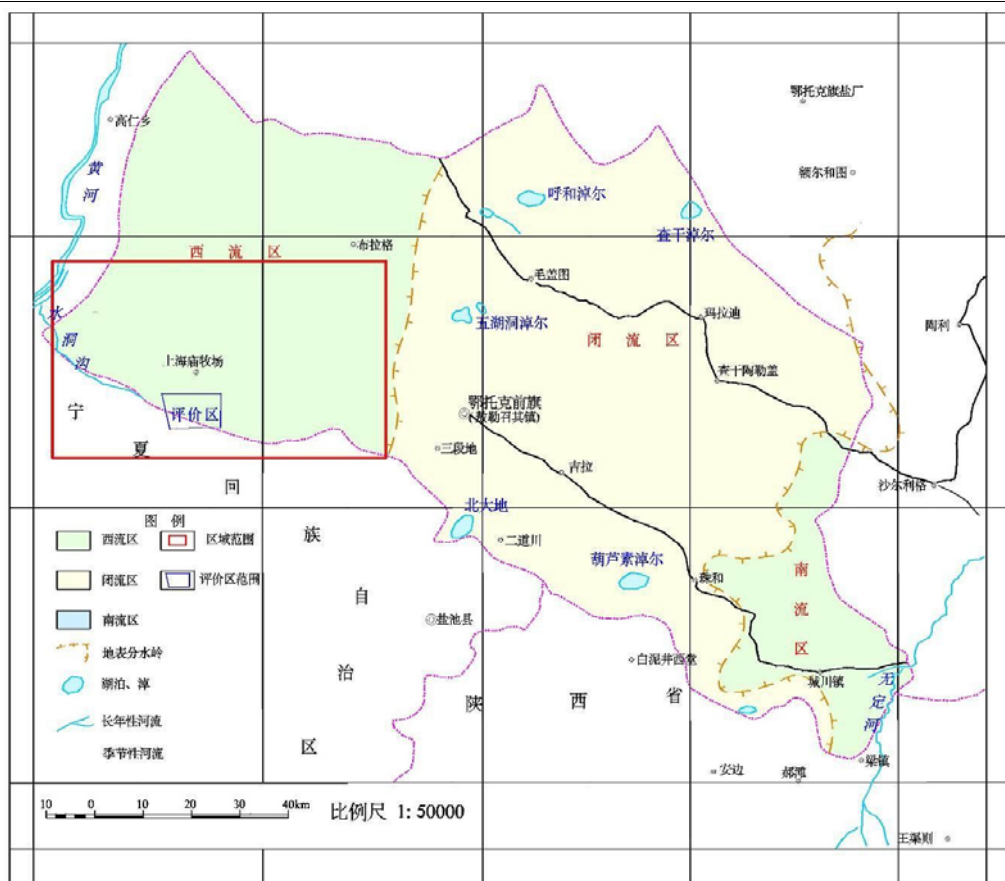 鄂托克旗盐厂
高仁乡
黄
河
额尔和图
呼和淖尔
查干淖尔
西 流 区
布拉格
毛盖图
水
洞
沟
五湖洞淖尔
闭 流 区
玛拉迪
陶利
上海庙牧场
查干陶勒盖
评价区
鄂托克前旗
(敖勒召其镇)
宁
夏
回
族
自
治
区
三段地
吉拉
沙尔利格
北大地
二道川
葫芦素淖尔
珠和
南
流
区
盐池县
白泥井西堂
城川镇
无
定
河
陕 西 省
安边
郝滩
梁镇
王渠则
图 例
西流区
区域范围
闭流区
评价区范围
南流区
地表分水岭
湖泊、淖
长年性河流
季节性河流
10 0 10 20 30 40km
比例尺 1: 50000